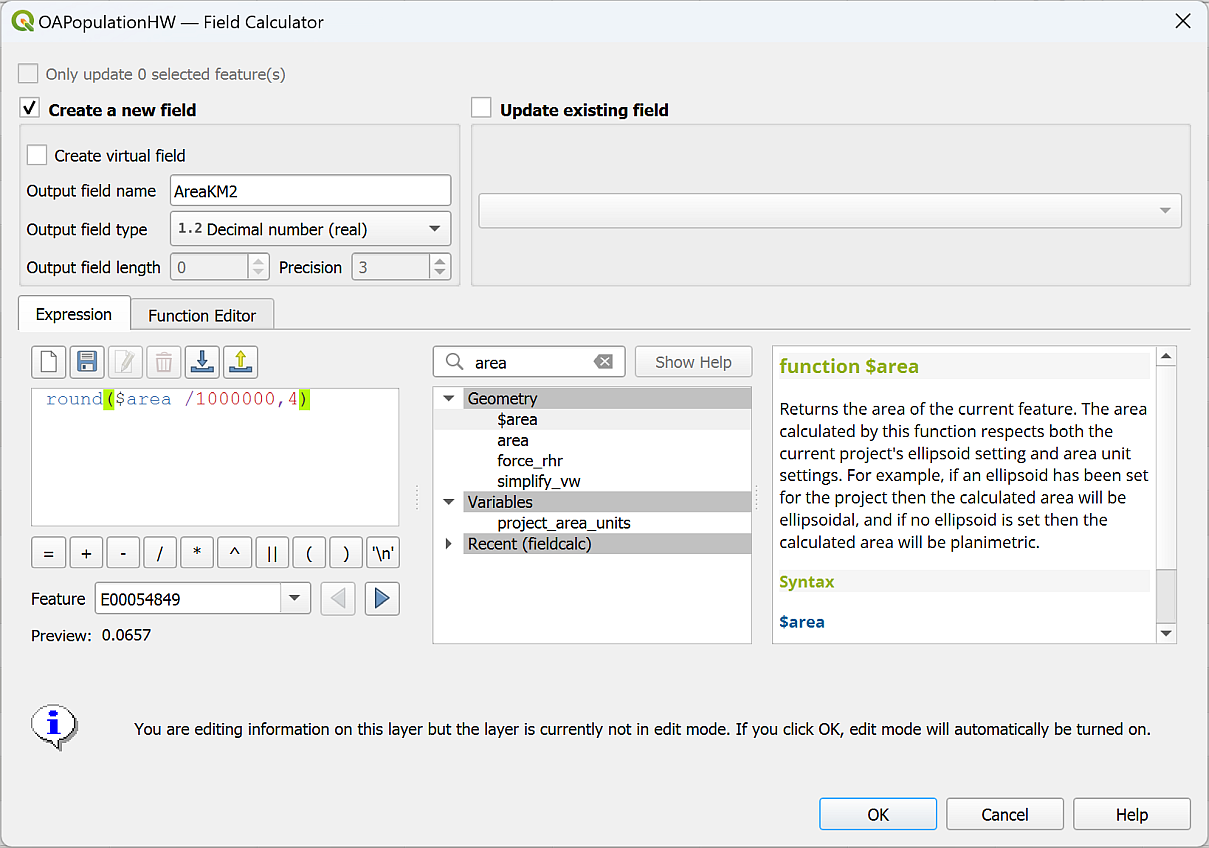 OAPopulationHW — Field Calculator
Only update 0 selected feature(s)
Create a new field
Update existing field
Create virtual field
Output field name AreaKM2
Output field type 1.2 Decimal number (real)
Output field length 0 Precision 3
Expression Function Editor
area Show Help
round($area /1000000,4)
= + - / * ^ || ( ) '\n'
Feature E00054849
Preview: 0.0657
Geometry
$area
area
force_rhr
simplify_vw
Variables
project_area_units
Recent (fieldcalc)
function $area
Returns the area of the current feature. The area
calculated by this function respects both the
current project's ellipsoid setting and area unit
settings. For example, if an ellipsoid has been set
for the project then the calculated area will be
ellipsoidal, and if no ellipsoid is set then the
calculated area will be planimetric.
Syntax
$area
You are editing information on this layer but the layer is currently not in edit mode. If you click OK, edit mode will automatically be turned on.
OK Cancel Help